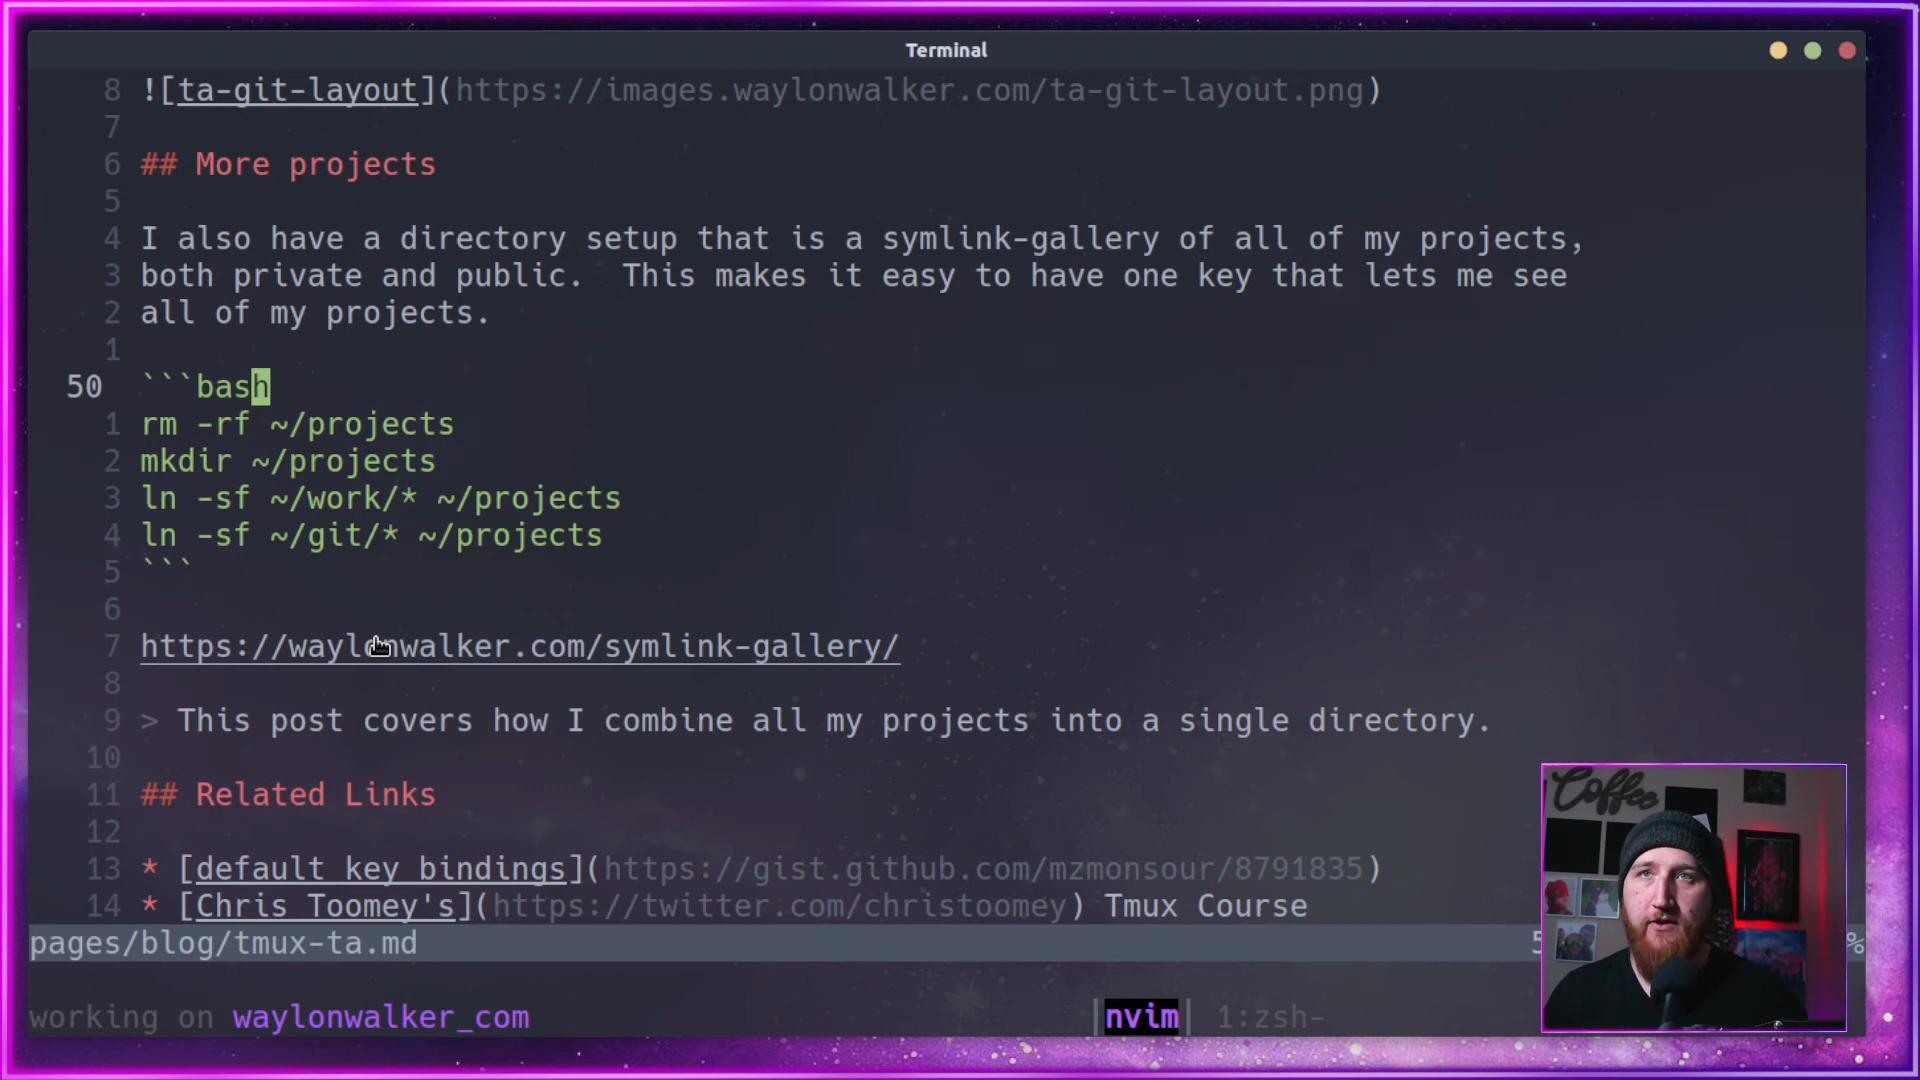 Terminal
8 ![ta-git-layout](https://images.waylonwalker.com/ta-git-layout.png)
7
6 ## More projects
5
4 I also have a directory setup that is a symlink-gallery of all of my projects,
3 both private and public.  This makes it easy to have one key that lets me see
2 all of my projects.
1
50 ```bash
1 rm -rf ~/projects
2 mkdir ~/projects
3 ln -sf ~/work/* ~/projects
4 ln -sf ~/git/* ~/projects
5 ```
6
7 https://waylonwalker.com/symlink-gallery/
8
9 > This post covers how I combine all my projects into a single directory.
10
11 ## Related Links
12
13 * [default key bindings](https://gist.github.com/mzmonsour/8791835)
14 * [Chris Toomey's](https://twitter.com/christoomey) Tmux Course
pages/blog/tmux-ta.md 5 %
working on waylonwalker_com |nvim| 1:zsh-
Coffee